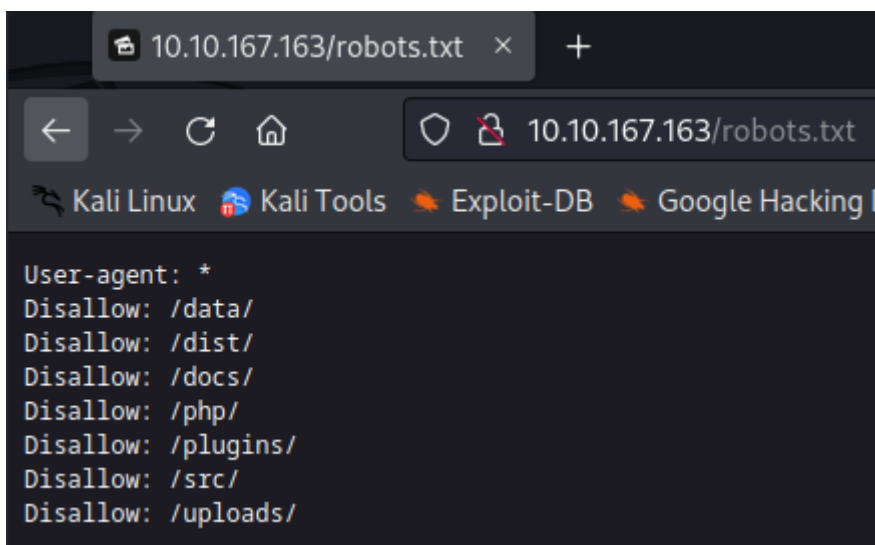 10.10.167.163/robots.txt
10.10.167.163/robots.txt
Kali Linux Kali Tools Exploit-DB Google Hacking
User-agent: *
Disallow: /data/
Disallow: /dist/
Disallow: /docs/
Disallow: /php/
Disallow: /plugins/
Disallow: /src/
Disallow: /uploads/